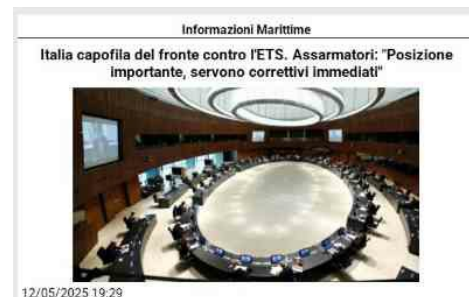 Informazioni Marittime
Italia capofila del fronte contro l'ETS. Assarmatori: "Posizione
importante, servono correttivi immediati"
12/05/2025 19:29